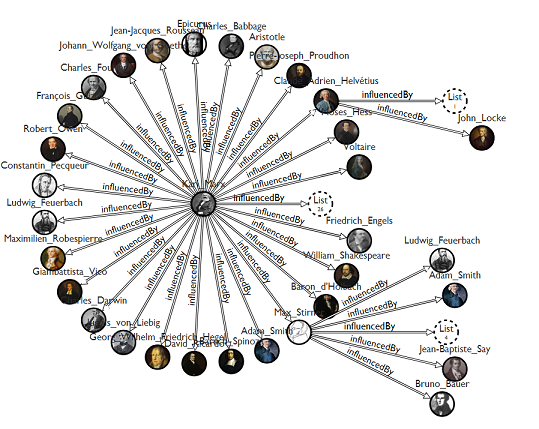 Epicurus
Jean-Jacques_Rousseau
Charles_Babbage
Aristotle
Johann_Wolfgang_von_Goethe
Pierre-Joseph_Proudhon
Charles_Fou
Claude_Adrien_Helvétius
influencedBy
List
François_G
Moses_Hess
influencedBy
John_Locke
Robert_Owen
Voltaire
influencedBy
influencedBy
influencedBy
influencedBy
influencedBy
influencedBy
influencedBy
influencedBy
influencedBy
influencedBy
influencedBy
influencedBy
Constantin_Pecqueur
influencedBy
Karl_Marx
influencedBy
List
Ludwig_Feuerbach
influencedBy
influencedBy
Friedrich_Engels
Maximilien_Robespierre
influencedBy
influencedBy
William_Shakespeare
Ludwig_Feuerbach
Giambattista_Vico
influencedBy
influencedBy
Baron_d'Holbach
Adam_Smith
Charles_Darwin
influencedBy
influencedBy
influencedBy
influencedBy
influencedBy
influencedBy
Justus_von_Liebig
Max_Stirner
influencedBy
influencedBy
influencedBy
List
6
Georg_Wilhelm_Friedrich_Hegel
David_Ricardo
Spinoza
Adam_Smith
influencedBy
Jean-Baptiste_Say
influencedBy
Bruno_Bauer